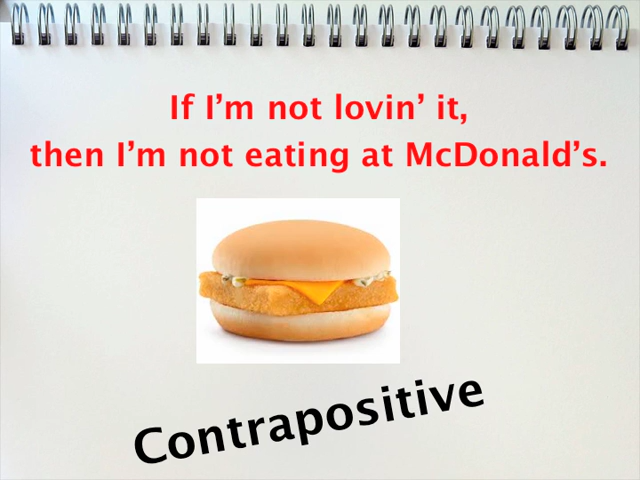 If I’m not lovin’ it,
then I’m not eating at McDonald’s.
Contrapositive